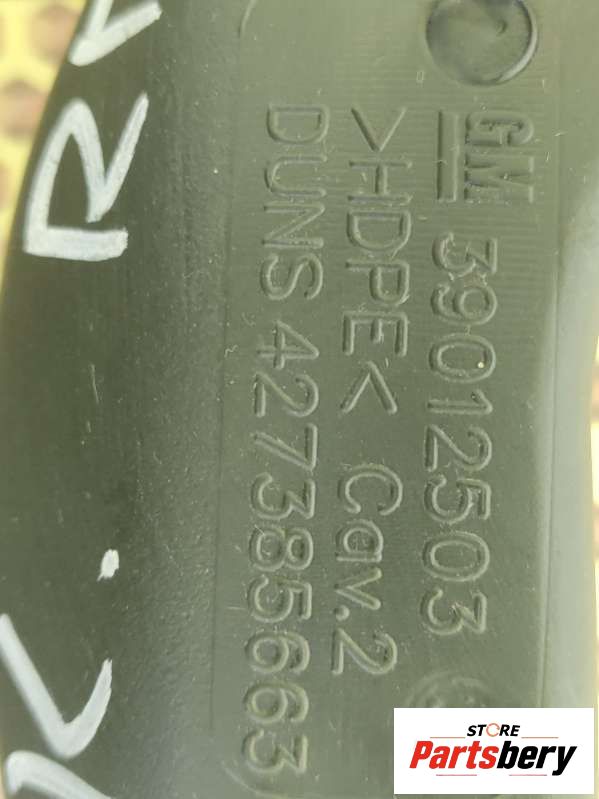 GM 39012503
>HDPE< Cav.2
DUNS 427385663
STORE
Partsbery